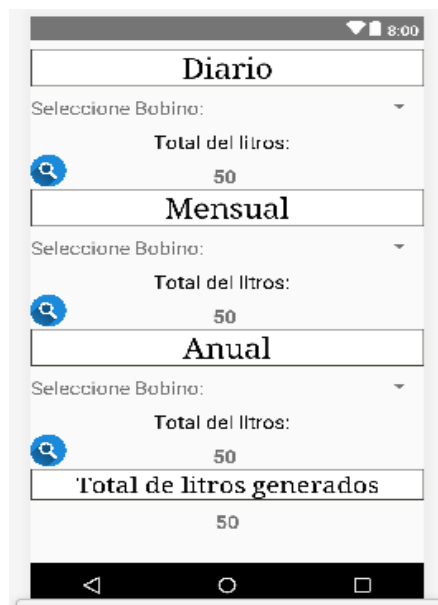 8:00
Diario
Seleccione Bobino:
Total del litros:
50
Mensual
Seleccione Bobino:
Total del litros:
50
Anual
Seleccione Bobino:
Total del litros:
50
Total de litros generados
50